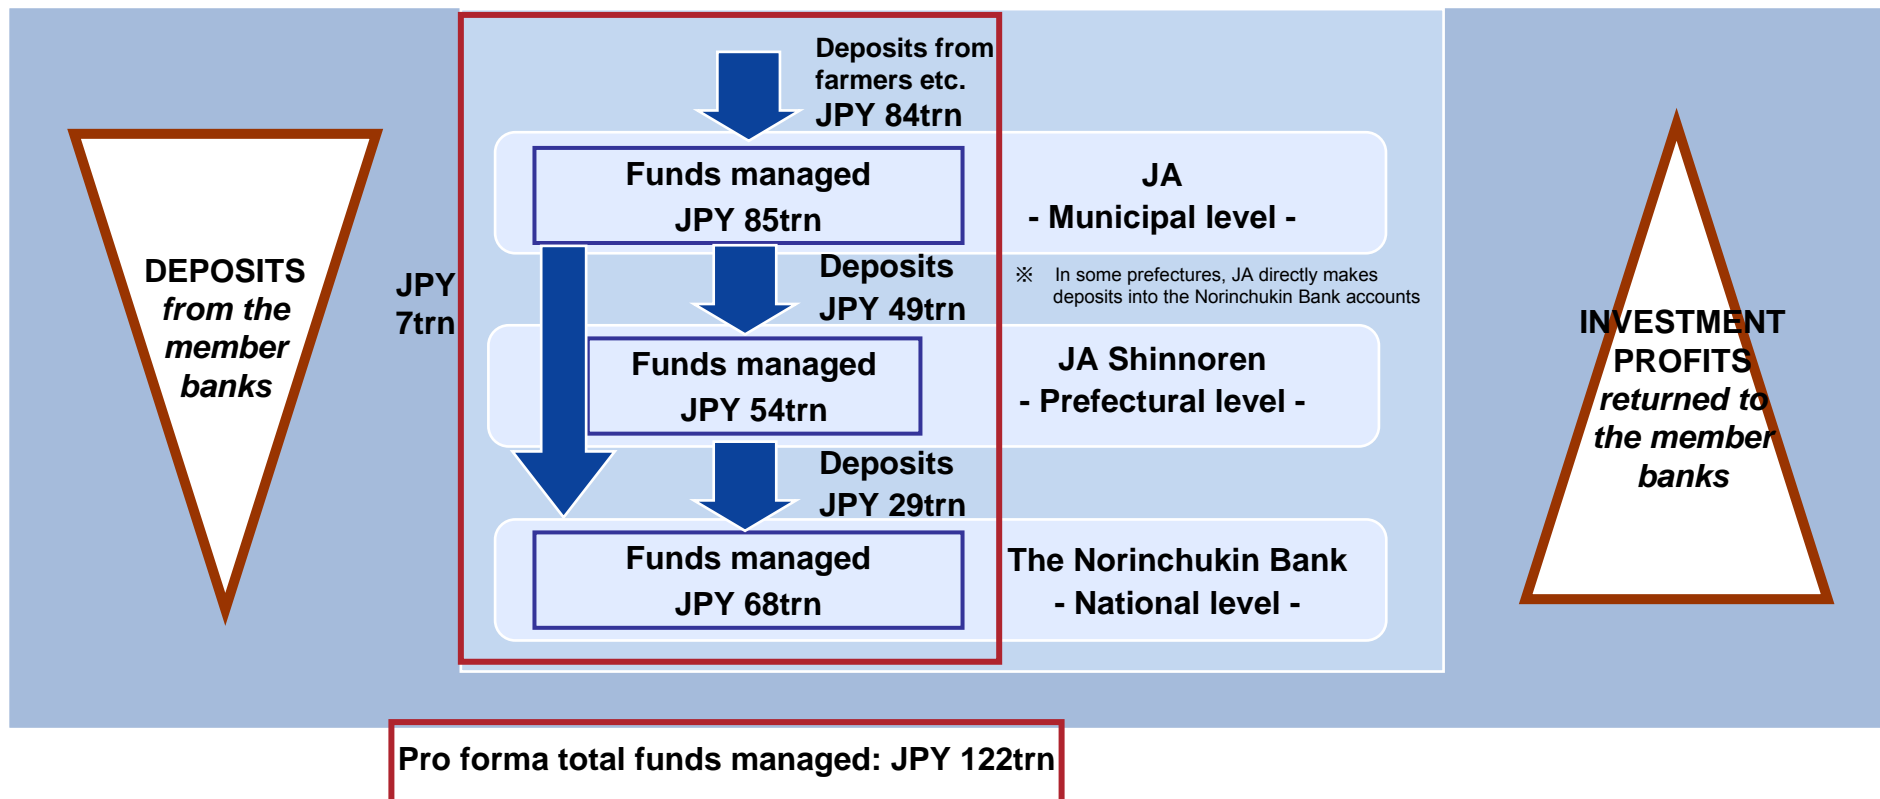 Deposits from
farmers etc.
JPY 84trn
Funds managed
JPY 85trn
JA
- Municipal level -
DEPOSITS
from the
member
banks
JPY
7trn
Deposits
JPY 49trn
※ In some prefectures, JA directly makes
deposits into the Norinchukin Bank accounts
Funds managed
JPY 54trn
JA Shinnoren
- Prefectural level -
INVESTMENT
PROFITS
returned to
the member
banks
Deposits
JPY 29trn
Funds managed
JPY 68trn
The Norinchukin Bank
- National level -
Pro forma total funds managed: JPY 122trn